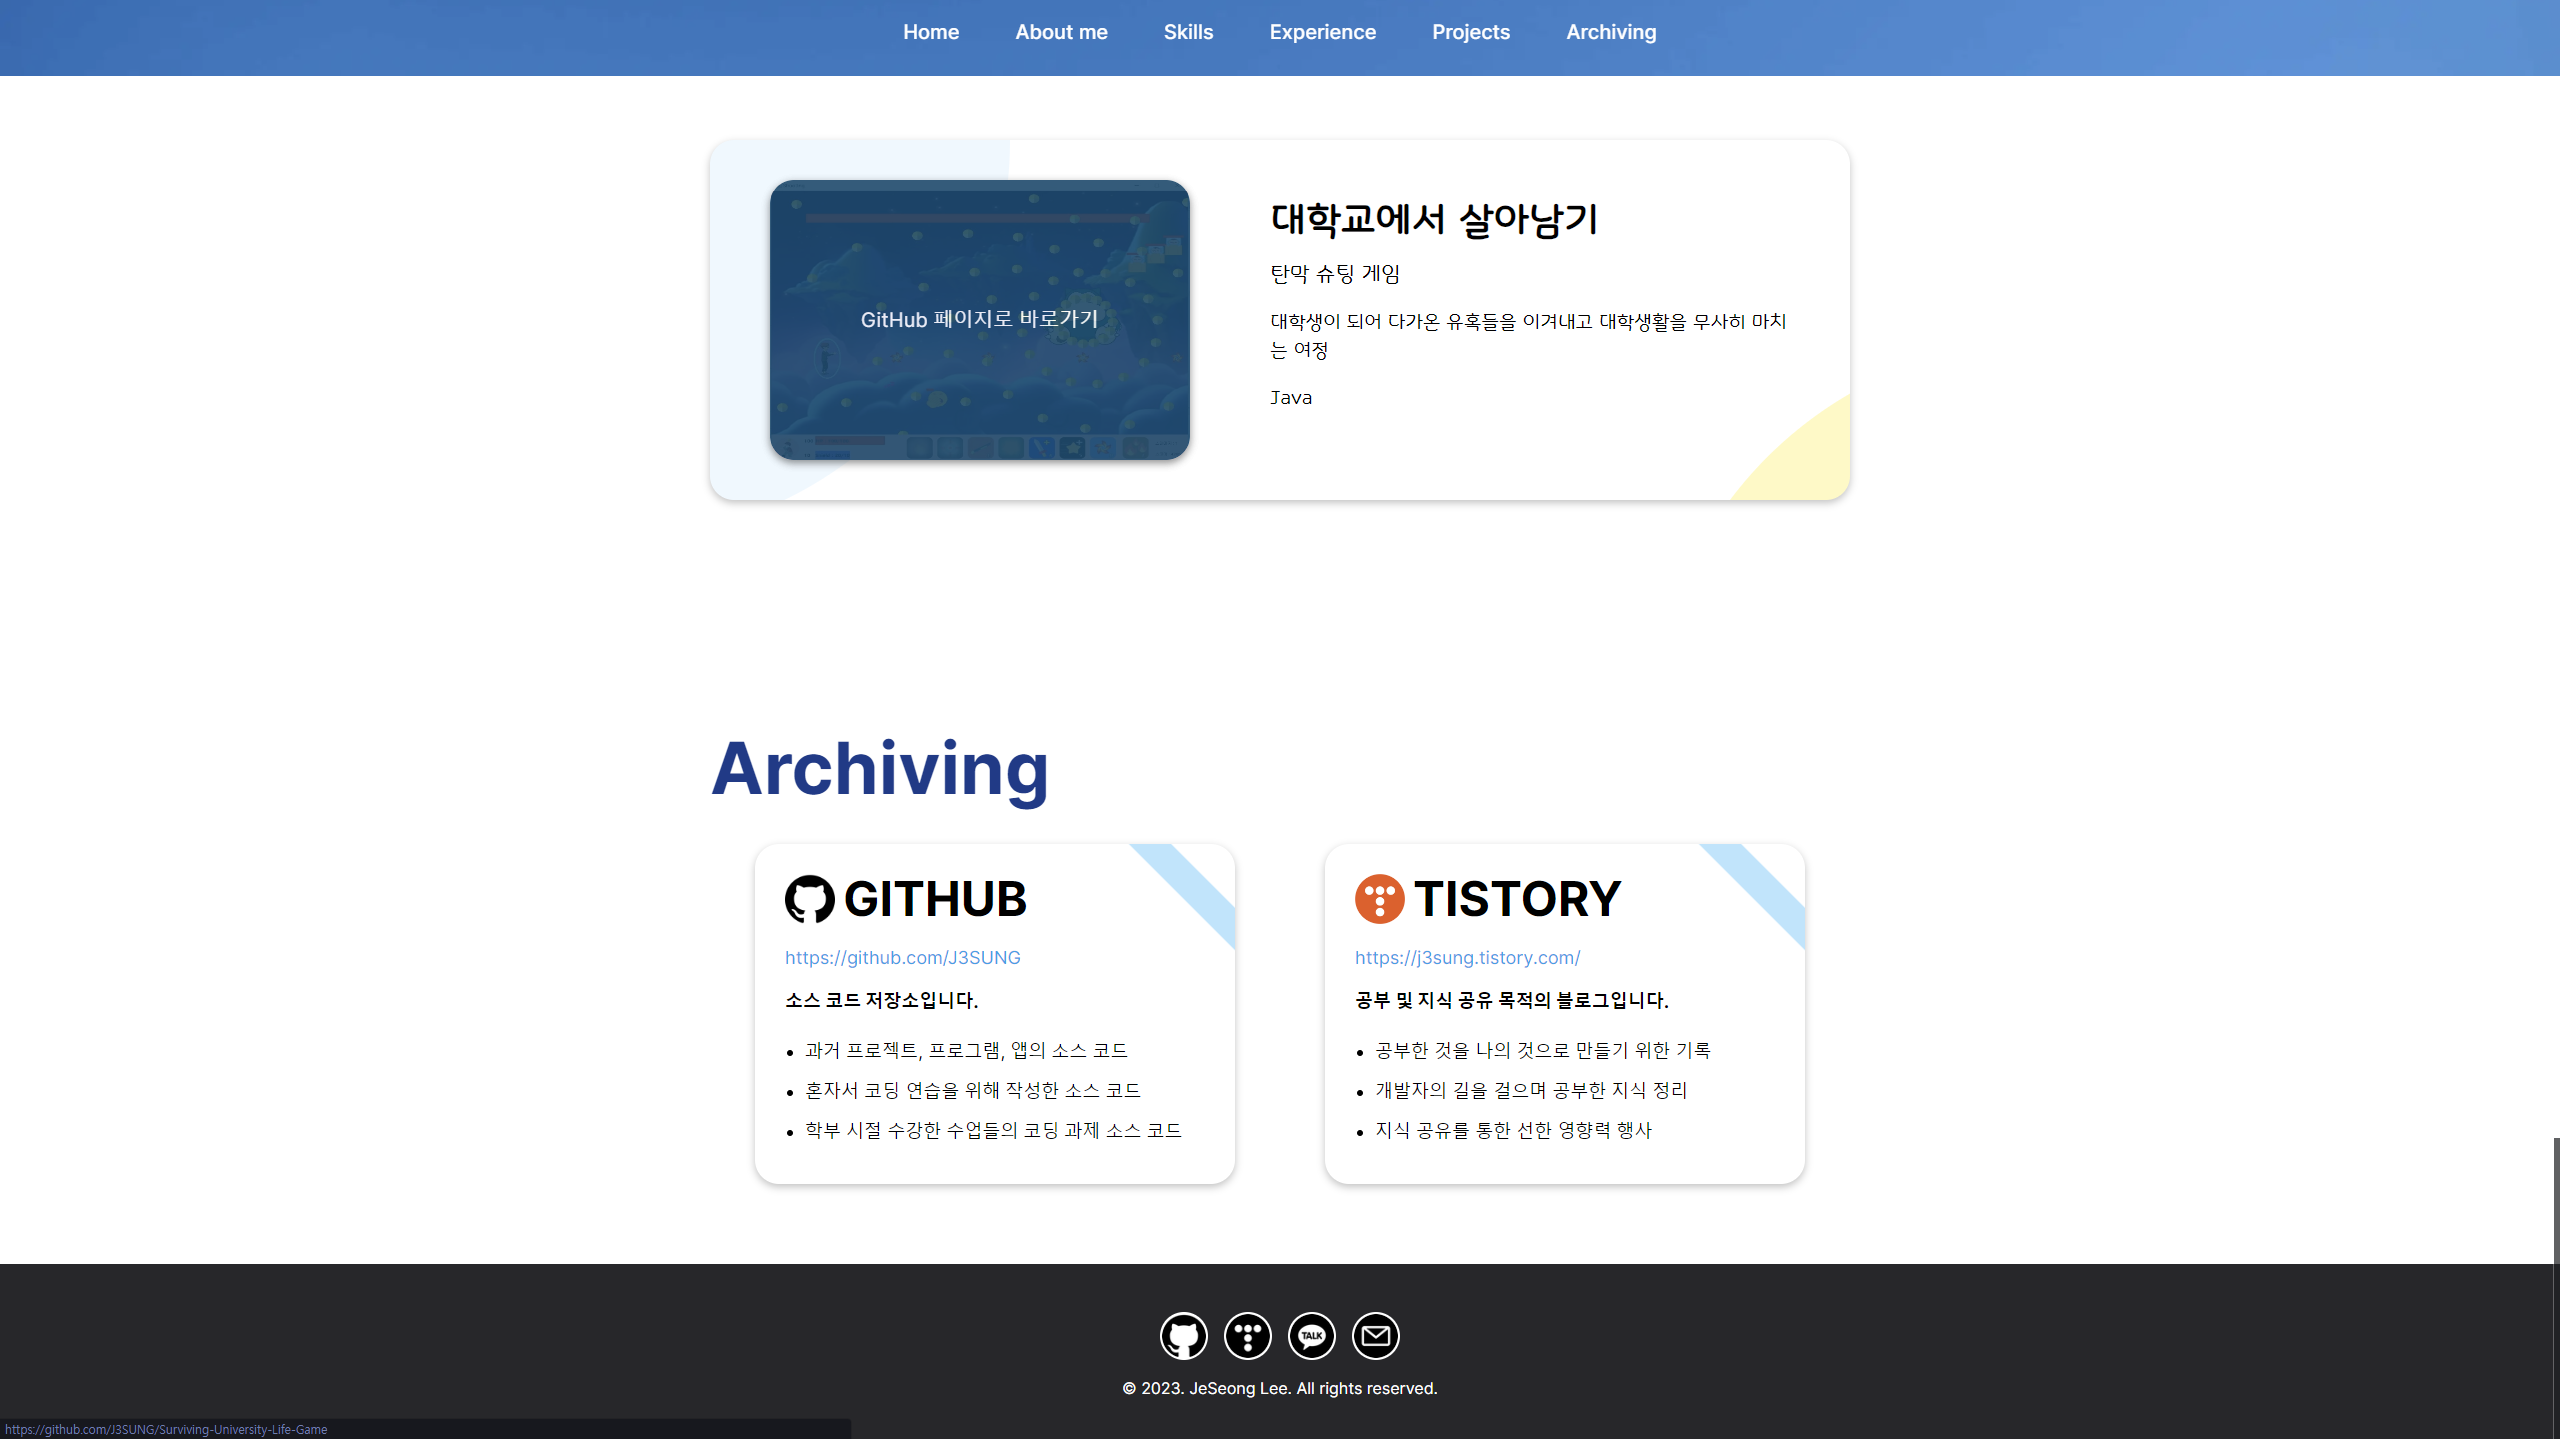 Home About me Skills Experience Projects Archiving
GitHub 페이지로 바로가기
대학교에서 살아남기
탄막 슈팅 게임
대학생이 되어 다가온 유혹들을 이겨내고 대학생활을 무사히 마치
는 여정
Java
Archiving
GITHUB
https://github.com/J3SUNG
소스 코드 저장소입니다.
• 과거 프로젝트, 프로그램, 앱의 소스 코드
• 혼자서 코딩 연습을 위해 작성한 소스 코드
• 학부 시절 수강한 수업들의 코딩 과제 소스 코드
TISTORY
https://j3sung.tistory.com/
공부 및 지식 공유 목적의 블로그입니다.
• 공부한 것을 나의 것으로 만들기 위한 기록
• 개발자의 길을 걸으며 공부한 지식 정리
• 지식 공유를 통한 선한 영향력 행사
TALK
© 2023. JeSeong Lee. All rights reserved.
https://github.com/J3SUNG/Surviving-University-Life-Game